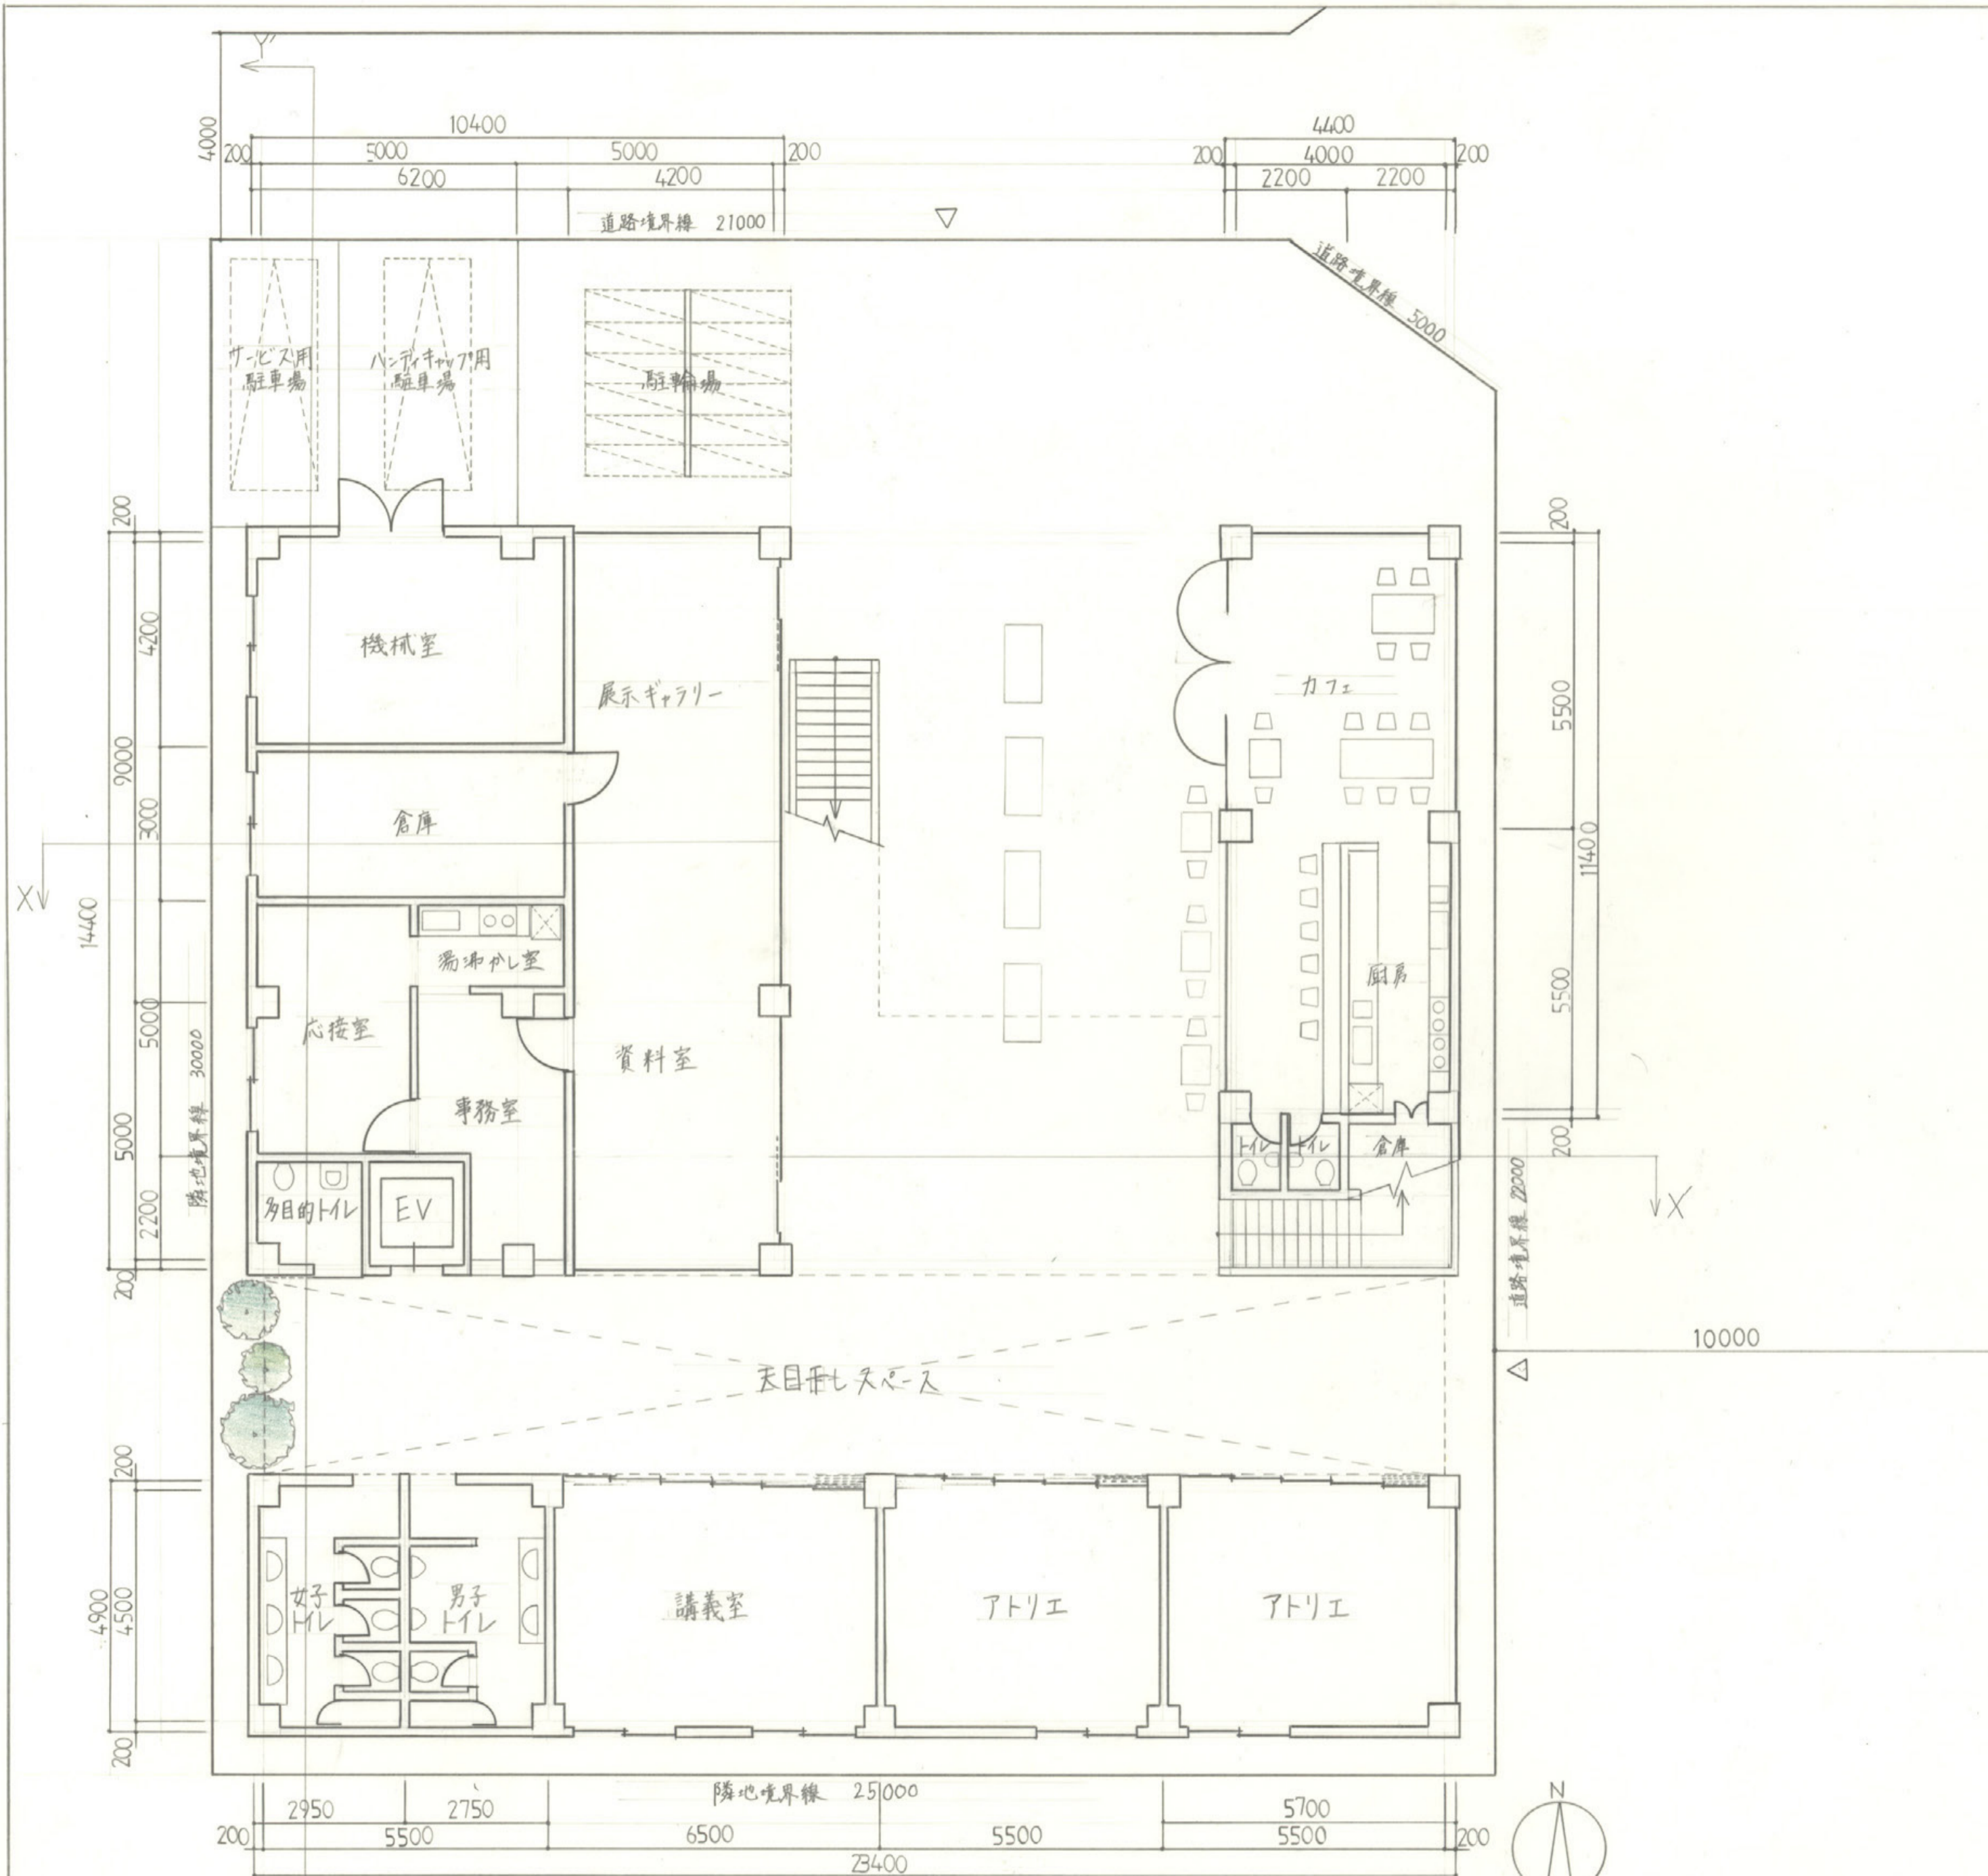 Y'
4000
10400
4400
200
5000
5000
200
200
4000
200
6200
4200
2200
2200
道路境界線 21000
道路境界線 5000
サービス用
駐車場
ハンディキャップ用
駐車場
駐輪場
200
200
4200
機械室
展示ギャラリー
カフェ
5500
9000
3000
倉庫
11400
X
14400
湯沸かし室
厨房
5000
応接室
資料室
5500
隣地境界線 30000
事務室
5000
トイレ
トイレ
倉庫
200
2200
多目的トイレ
EV
X'
道路境界線 22000
200
10000
天日干しスペース
200
4900
4500
女子
トイレ
男子
トイレ
講義室
アトリエ
アトリエ
200
隣地境界線 25000
N
2950
2750
5700
200
5500
6500
5500
5500
200
23400